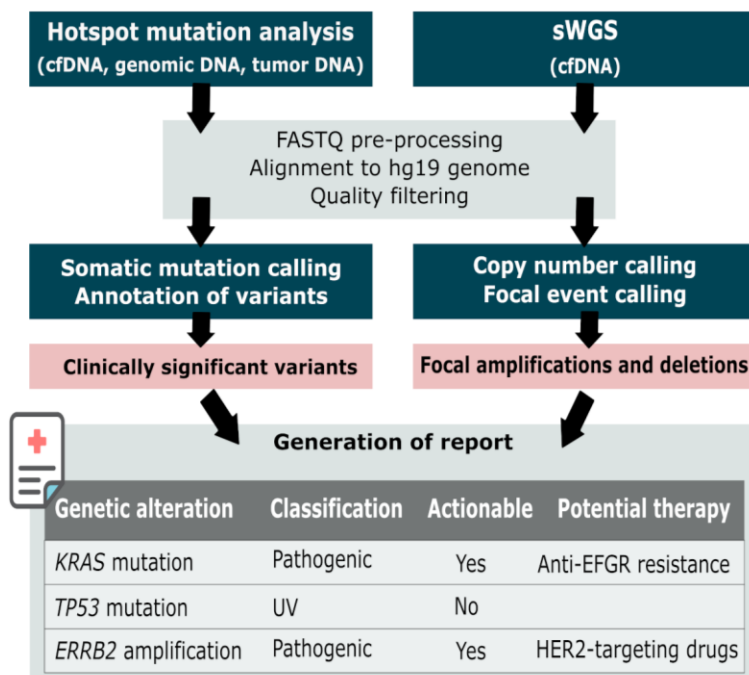 Hotspot mutation analysis
(cfDNA, genomic DNA, tumor DNA)
sWGS
(cfDNA)
FASTQ pre-processing
Alignment to hg19 genome
Quality filtering
Somatic mutation calling
Annotation of variants
Copy number calling
Focal event calling
Clinically significant variants
Focal amplifications and deletions
Generation of report
Genetic alteration Classification Actionable Potential therapy
KRAS mutation Pathogenic Yes Anti-EFGR resistance
TP53 mutation UV No
ERRB2 amplification Pathogenic Yes HER2-targeting drugs